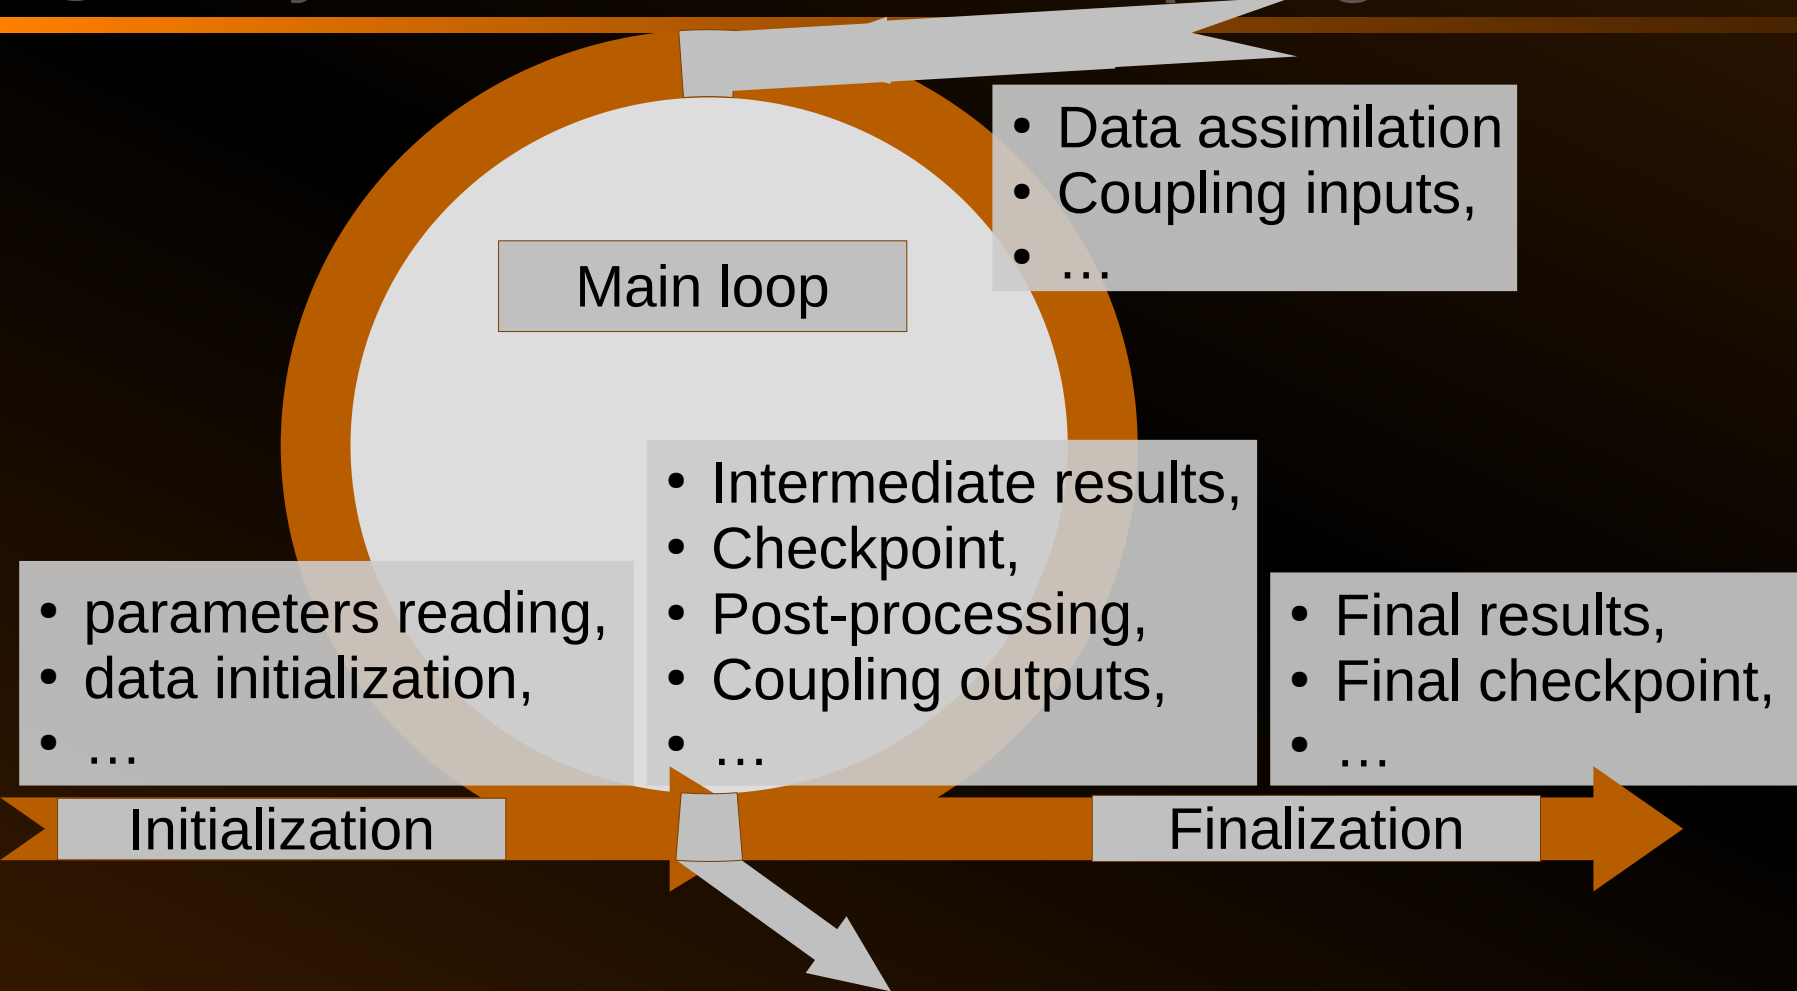 • Data assimilation
• Coupling inputs,
• …
Main loop
• Intermediate results,
• Checkpoint,
• Post-processing,
• Coupling outputs,
• …
• parameters reading,
• data initialization,
• …
• Final results,
• Final checkpoint,
• …
Initialization
Finalization